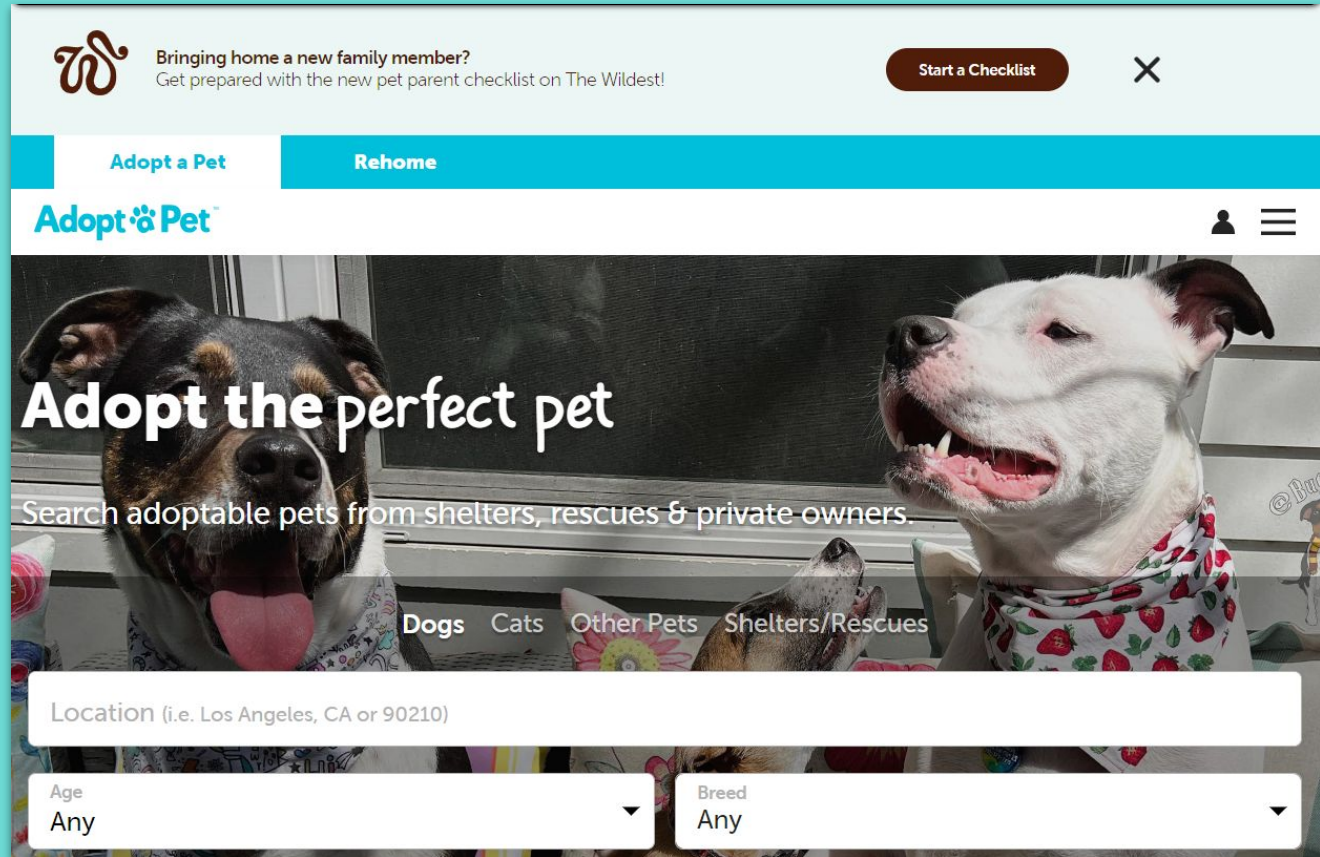 Bringing home a new family member?
Get prepared with the new pet parent checklist on The Wildest!
Start a Checklist
Adopt a Pet
Rehome
Adopt Pet
Adopt the perfect pet
Search adoptable pets from shelters, rescues & private owners.
Dogs Cats Other Pets Shelters/Rescues
Location (i.e. Los Angeles, CA or 90210)
Age
Any
Breed
Any